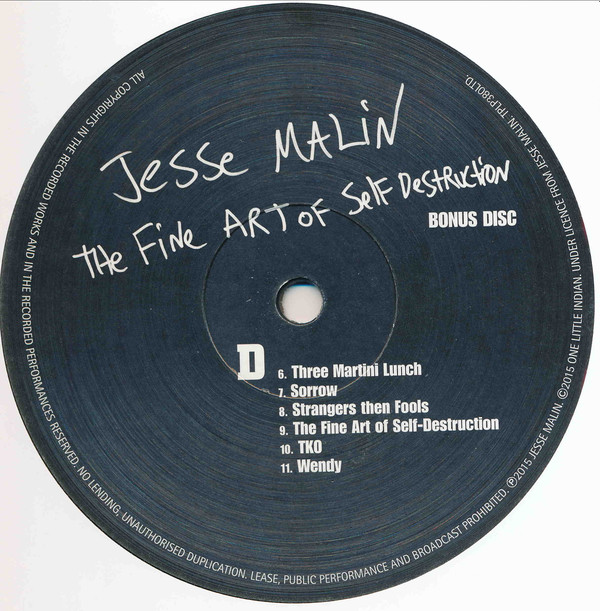 Jesse MALiN
tHe Fine ART oF Self Destruction
BONUS DISC
D
6. Three Martini Lunch
7. Sorrow
8. Strangers then Fools
9. The Fine Art of Self-Destruction
10. TKO
11. Wendy
ALL COPYRIGHTS IN THE RECORDED WORKS AND IN THE RECORDED PERFORMANCES RESERVED. NO LENDING, UNAUTHORISED DUPLICATION. LEASE, PUBLIC PERFORMANCE AND BROADCAST PROHIBITED. ℗2015 JESSE MALIN. ©2015 ONE LITTLE INDIAN. UNDER LICENCE FROM JESSE MALIN. TPLP380LTD.